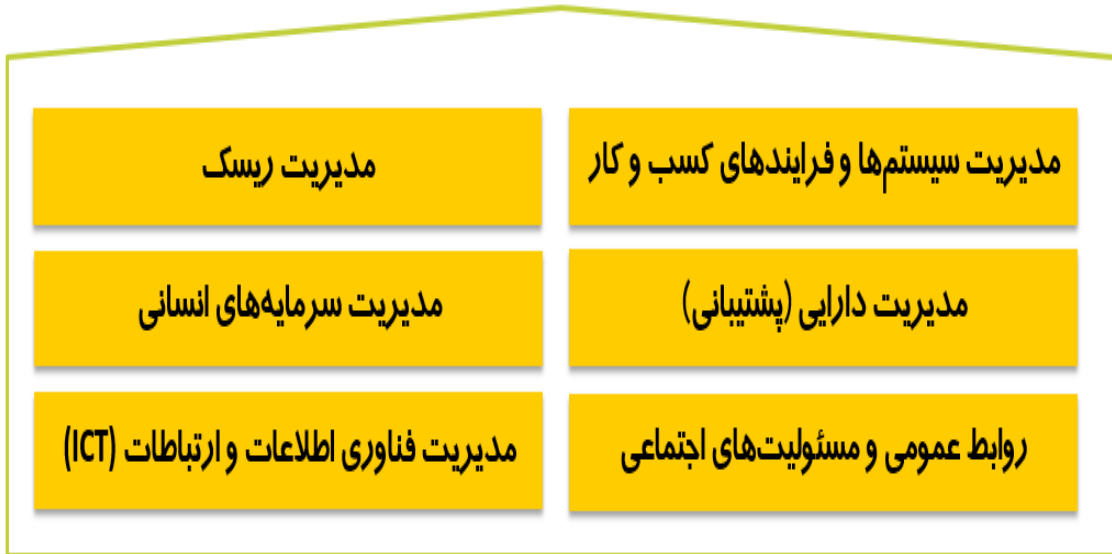 مدیریت سیستم‌ها و فرایندهای کسب و کار
مدیریت ریسک
مدیریت دارایی (پشتیبانی)
مدیریت سرمایه‌های انسانی
روابط عمومی و مسئولیت‌های اجتماعی
مدیریت فناوری اطلاعات و ارتباطات (ICT)